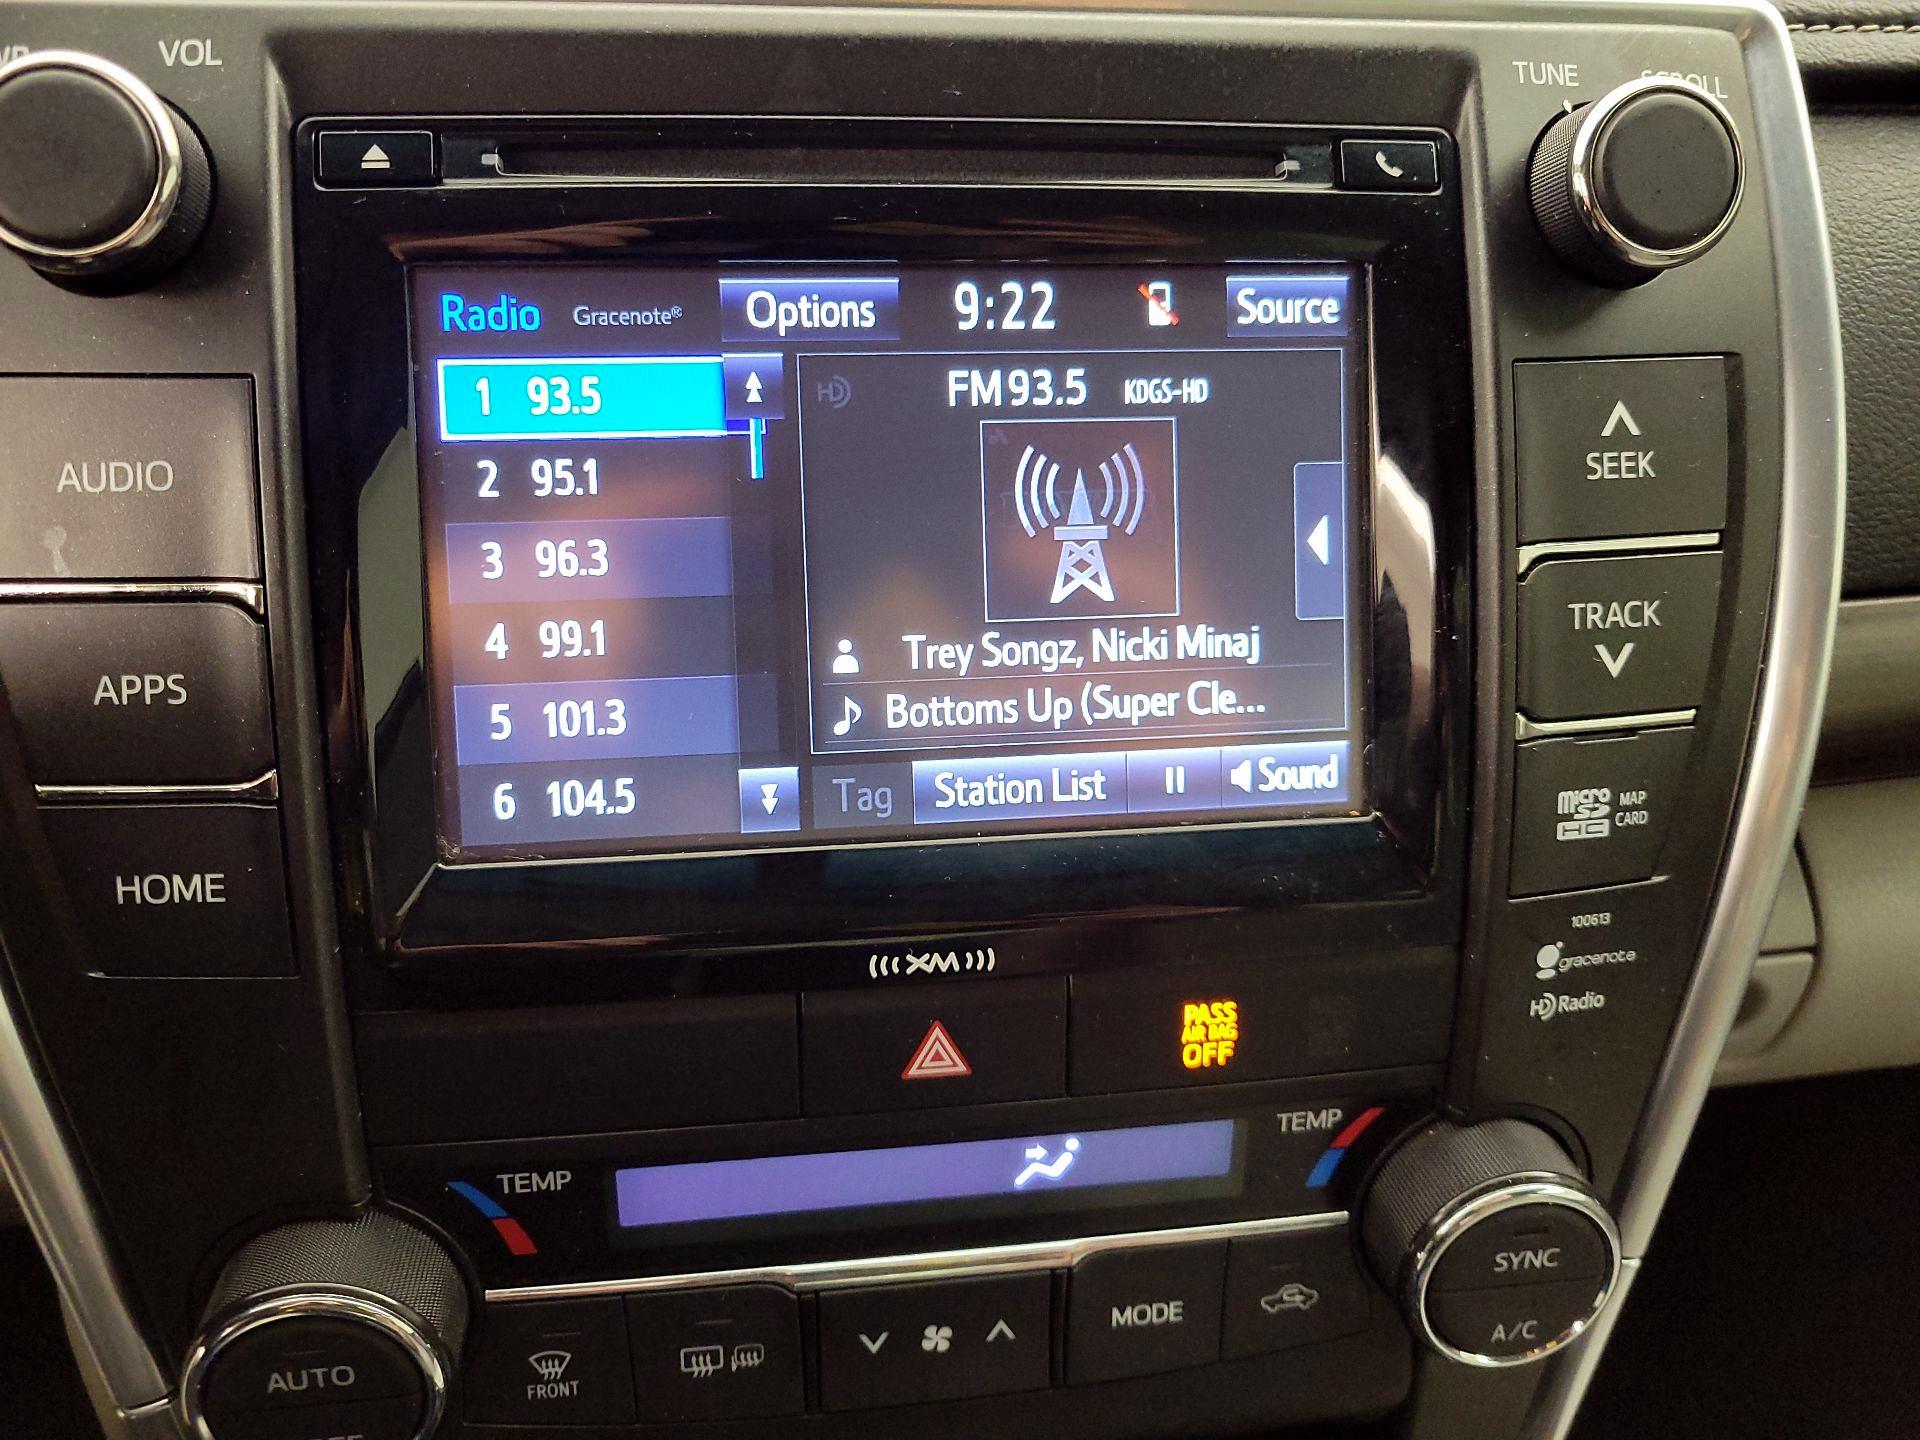 VOL
TUNE
SCROLL
Radio
Gracenote®
Options
9:22
Source
1 93.5
2 95.1
3 96.3
4 99.1
5 101.3
6 104.5
HD
FM 93.5 KDGS-HD
Trey Songz, Nicki Minaj
Bottoms Up (Super Cle...
Tag
Station List
Sound
AUDIO
APPS
HOME
SEEK
TRACK
micro
SD
HC
MAP
CARD
100613
gracenote
HD Radio
((( XM )))
PASS
AIR BAG
OFF
TEMP
TEMP
AUTO
FRONT
MODE
SYNC
A/C